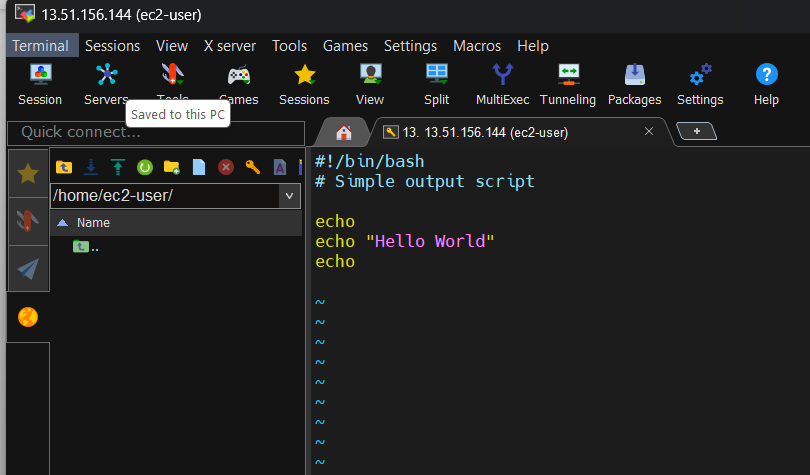 13.51.156.144 (ec2-user)
Terminal Sessions View X server Tools Games Settings Macros Help
Session Servers Tools Games Sessions View Split MultiExec Tunneling Packages Settings Help
Saved to this PC
Quick connect...
13. 13.51.156.144 (ec2-user)
/home/ec2-user/
Name
..
#!/bin/bash
# Simple output script
echo
echo "Hello World"
echo
~
~
~
~
~
~
~
~
~